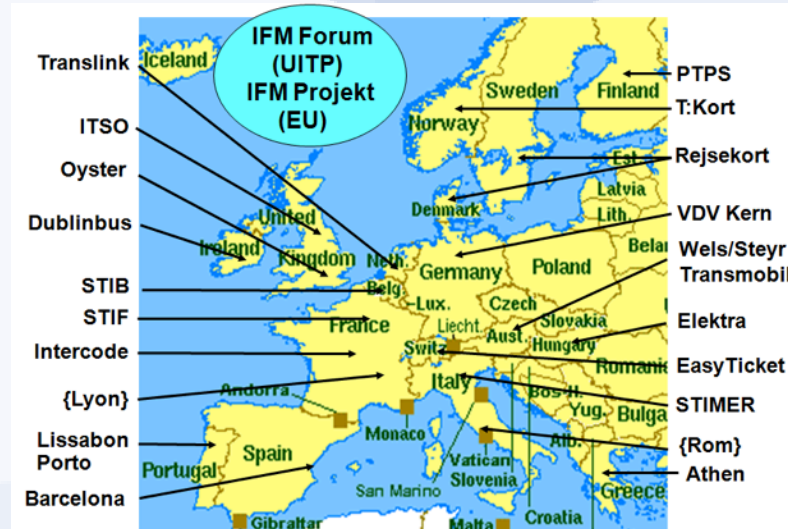 IFM Forum
(UITP)
IFM Projekt
(EU)
Translink
ITSO
Oyster
Dublinbus
STIB
STIF
Intercode
{Lyon}
Lissabon
Porto
Barcelona
Iceland
Norway
Sweden
Finland
Est.
Latvia
Lith.
Denmark
United
Kingdom
Ireland
Neth.
Belg.
-Lux.
Germany
Poland
Belar
Czech
Slovakia
Liecht.
Aust.
Hungary
France
Switz
Romania
Italy
Bos-H.
Yug.
Bulga
Andorra
Monaco
Alb.
Portugal
Spain
Vatican
Slovenia
San Marino
Greece
Gibraltar
Malta
Croatia
PTPS
T:Kort
Rejsekort
VDV Kern
Wels/Steyr
Transmobil
Elektra
EasyTicket
STIMER
{Rom}
Athen